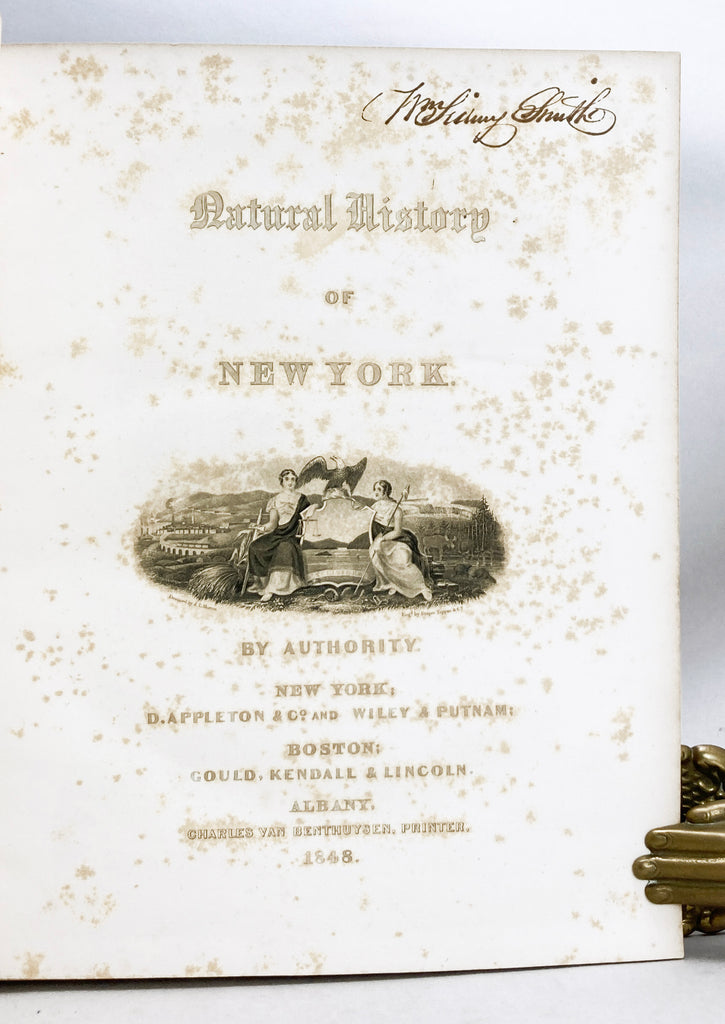 Wm Sidney Smith
Natural History
OF
NEW YORK.
BY AUTHORITY.
NEW YORK;
D. APPLETON & Co AND WILEY & PUTNAM:
BOSTON:
GOULD, KENDALL & LINCOLN.
ALBANY.
CHARLES VAN BENTHUYSEN, PRINTER.
1848.